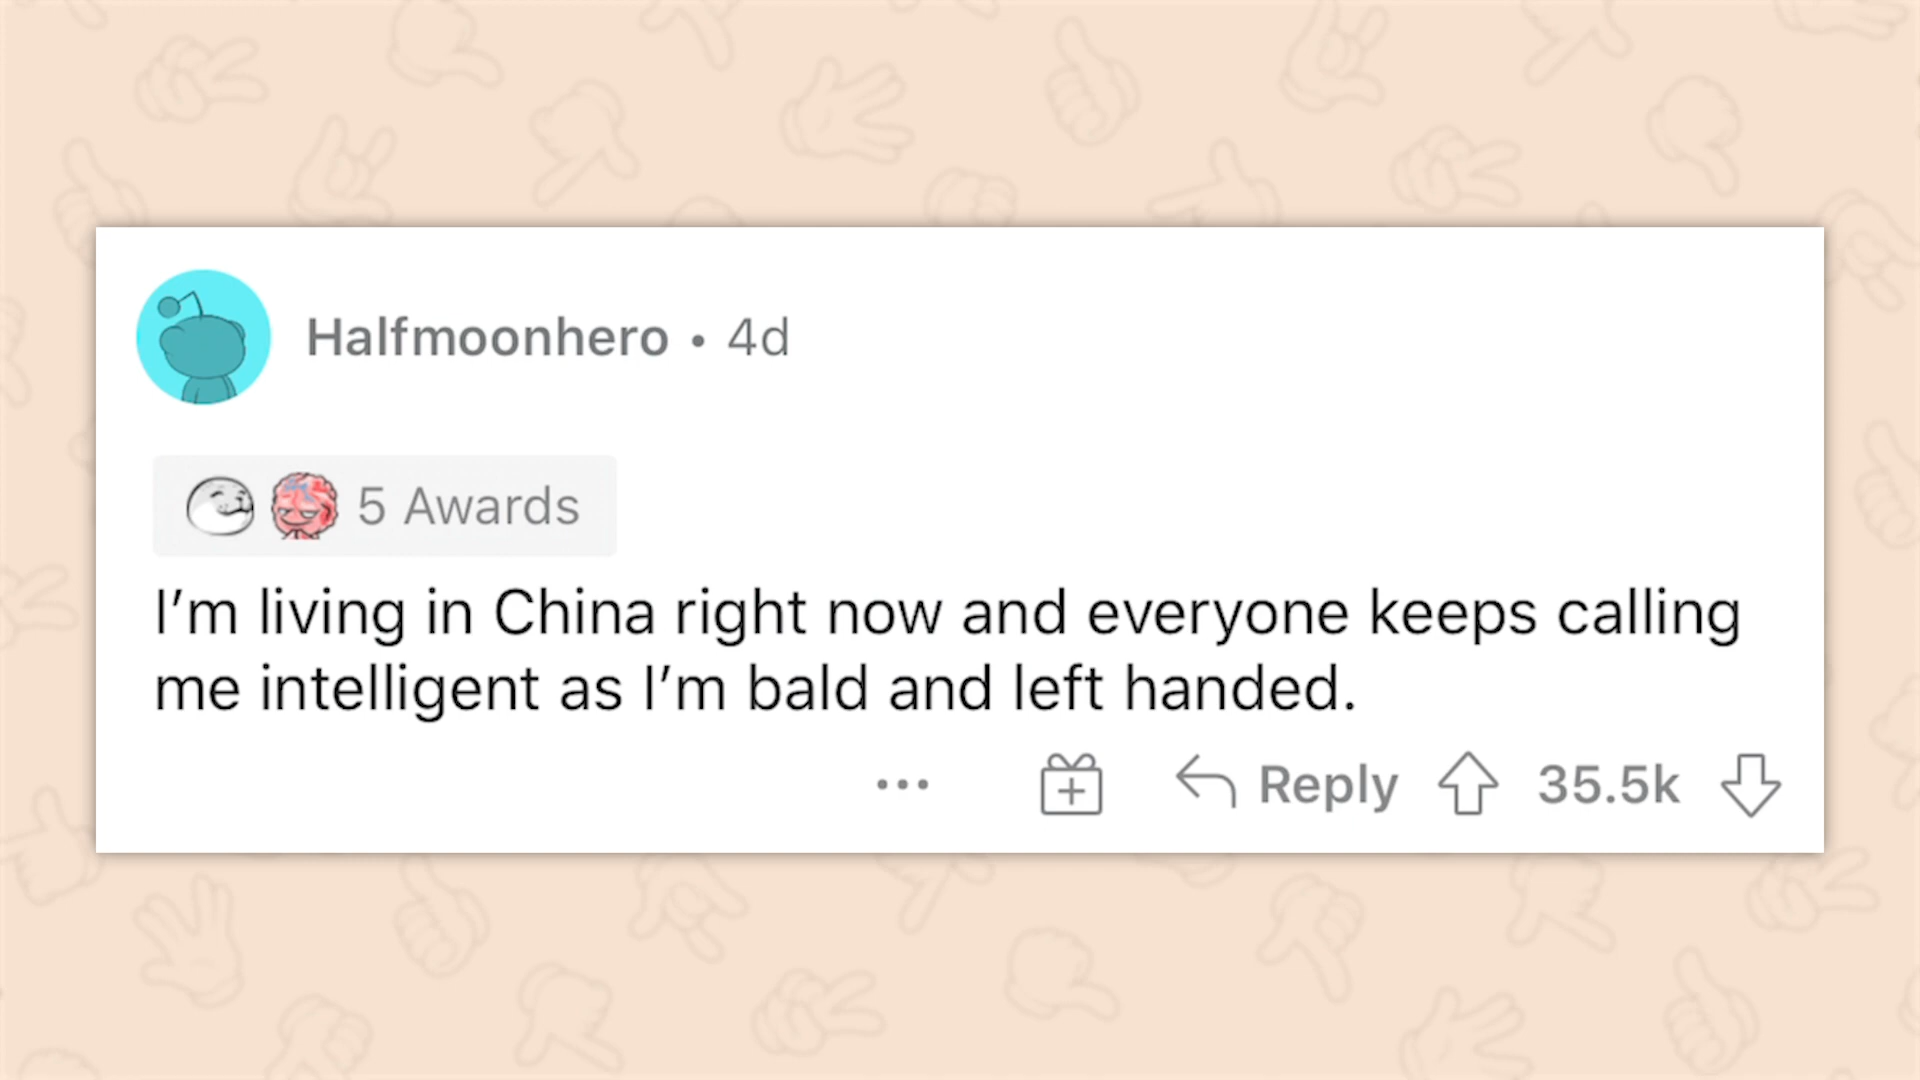 Halfmoonhero • 4d
5 Awards
I’m living in China right now and everyone keeps calling
me intelligent as I’m bald and left handed.
Reply 35.5k